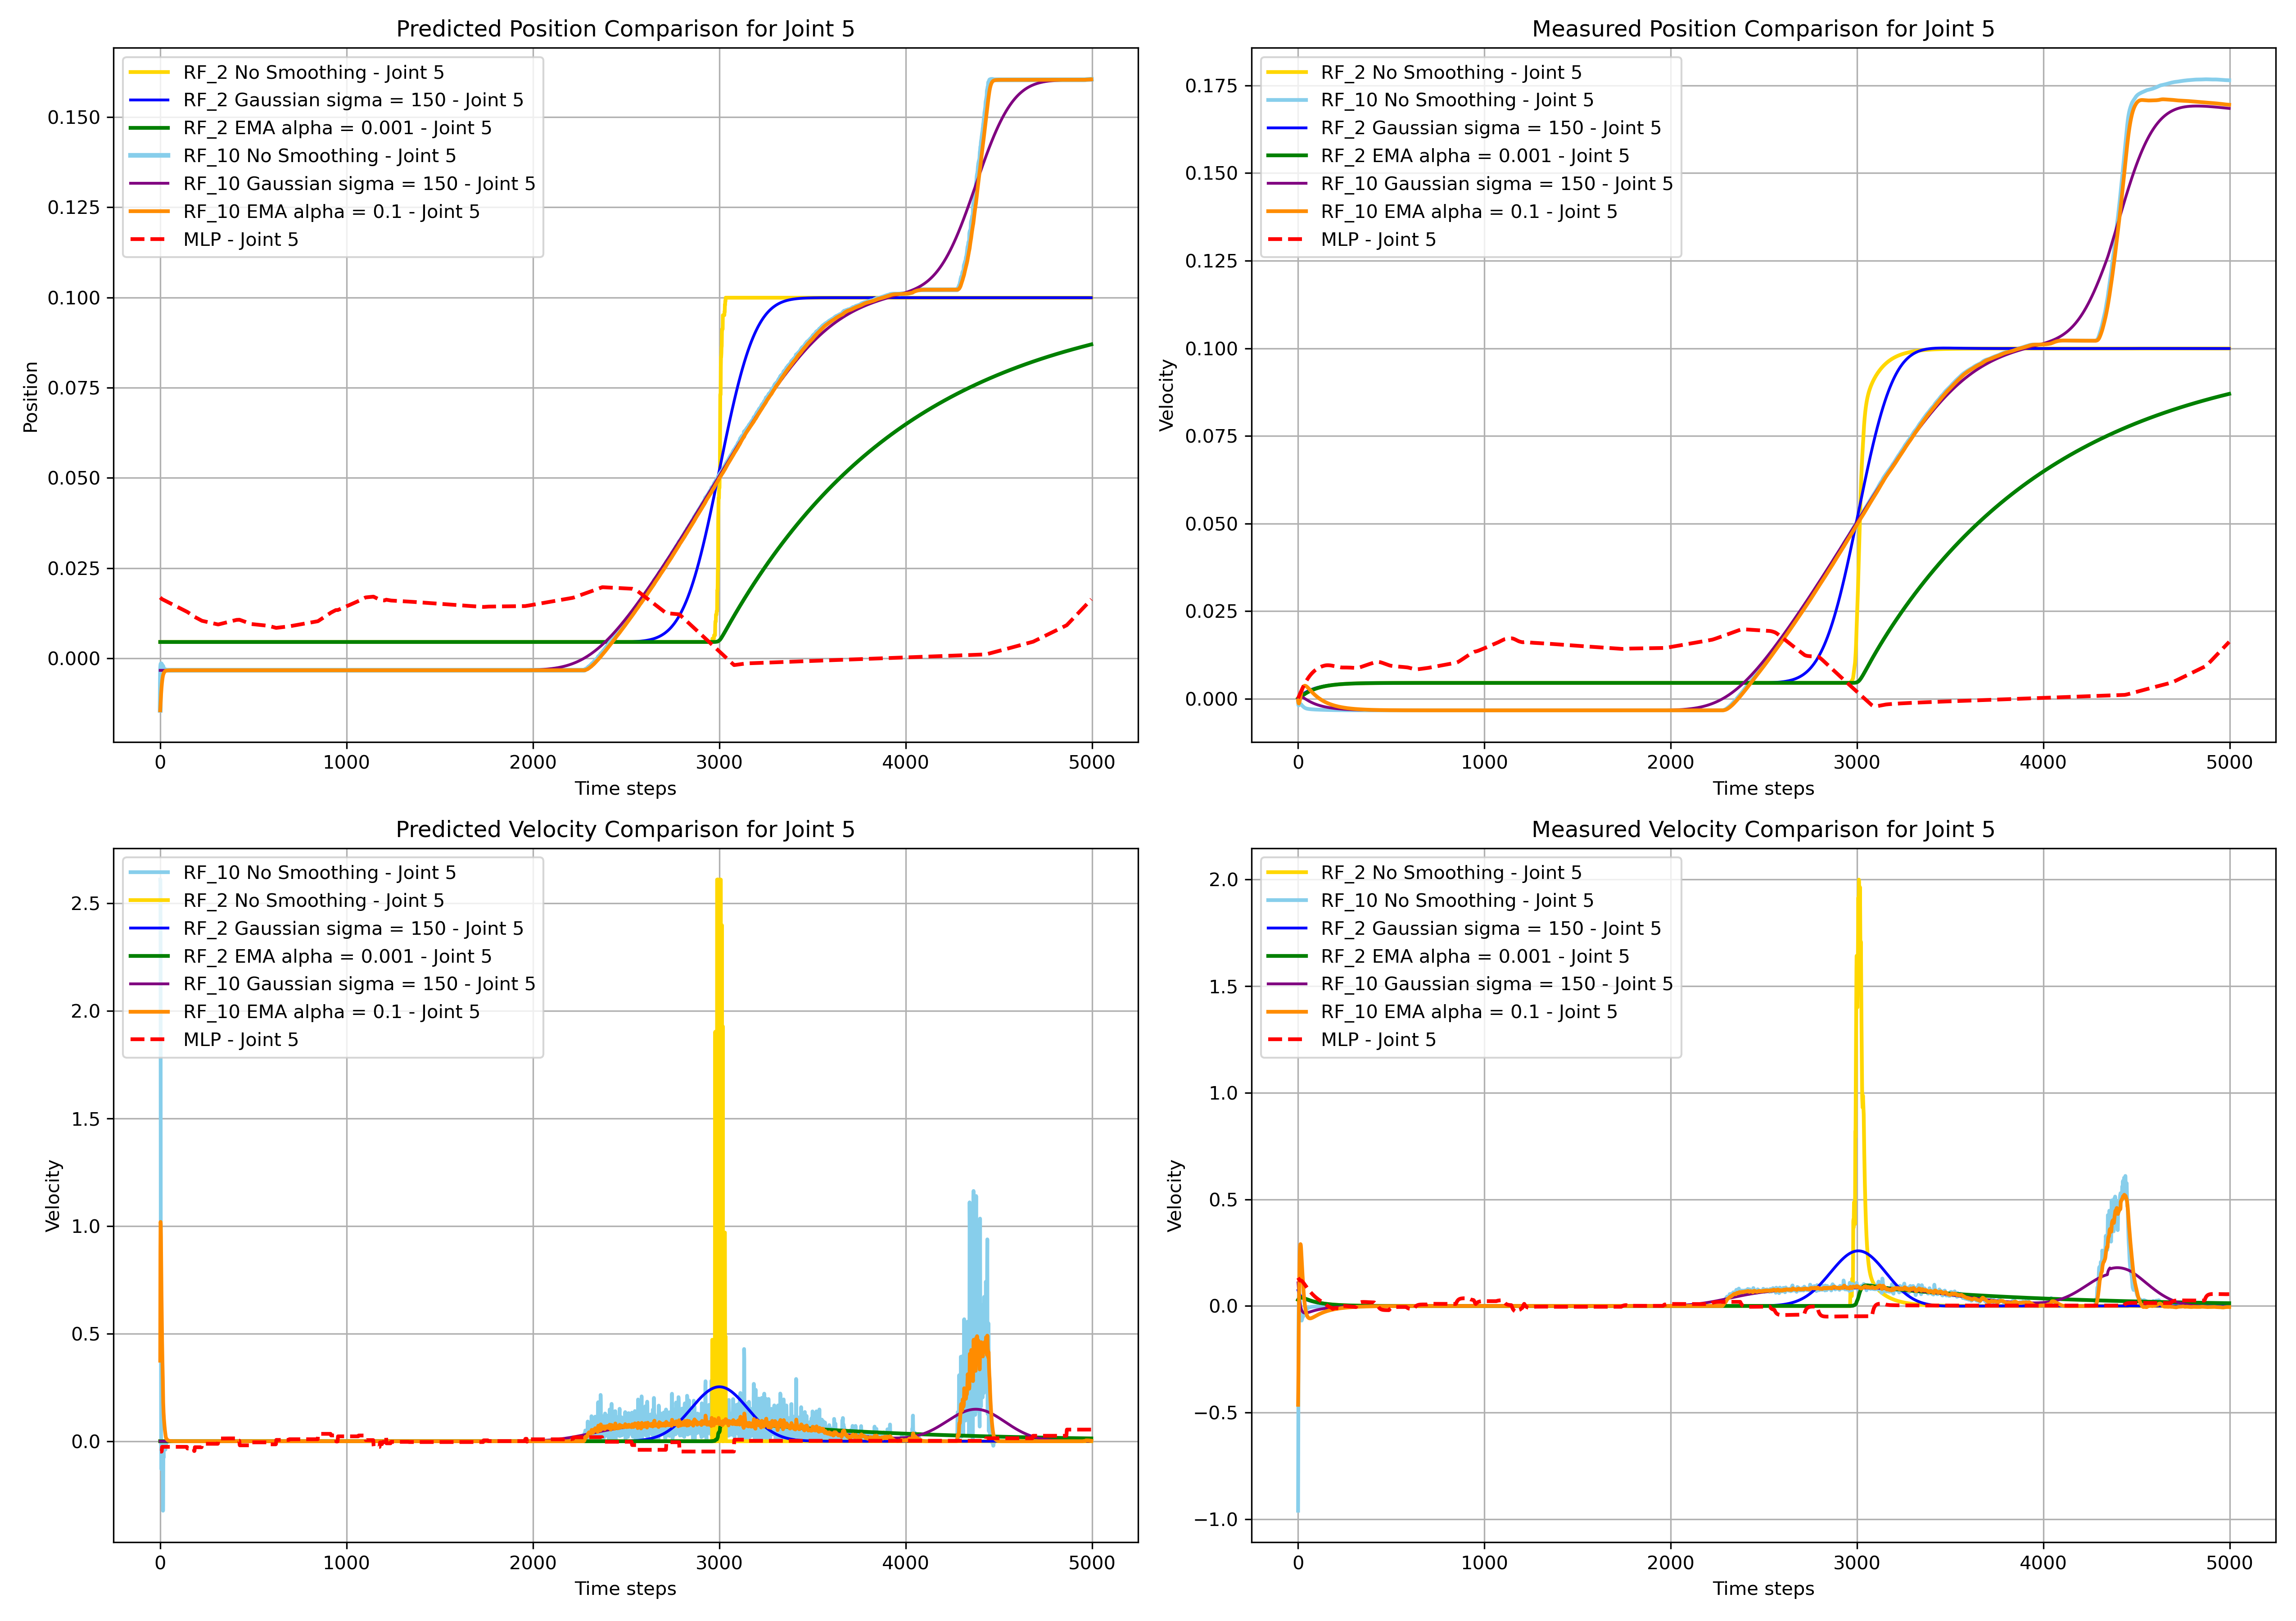 Predicted Position Comparison for Joint 5
RF_2 No Smoothing - Joint 5
RF_2 Gaussian sigma = 150 - Joint 5
RF_2 EMA alpha = 0.001 - Joint 5
RF_10 No Smoothing - Joint 5
RF_10 Gaussian sigma = 150 - Joint 5
RF_10 EMA alpha = 0.1 - Joint 5
MLP - Joint 5
0.150
0.125
0.100
0.075
0.050
0.025
0.000
Position
0 1000 2000 3000 4000 5000
Time steps
Measured Position Comparison for Joint 5
RF_2 No Smoothing - Joint 5
RF_10 No Smoothing - Joint 5
RF_2 Gaussian sigma = 150 - Joint 5
RF_2 EMA alpha = 0.001 - Joint 5
RF_10 Gaussian sigma = 150 - Joint 5
RF_10 EMA alpha = 0.1 - Joint 5
MLP - Joint 5
0.175
0.150
0.125
0.100
0.075
0.050
0.025
0.000
Velocity
0 1000 2000 3000 4000 5000
Time steps
Predicted Velocity Comparison for Joint 5
RF_10 No Smoothing - Joint 5
RF_2 No Smoothing - Joint 5
RF_2 Gaussian sigma = 150 - Joint 5
RF_2 EMA alpha = 0.001 - Joint 5
RF_10 Gaussian sigma = 150 - Joint 5
RF_10 EMA alpha = 0.1 - Joint 5
MLP - Joint 5
2.5
2.0
1.5
1.0
0.5
0.0
Velocity
0 1000 2000 3000 4000 5000
Time steps
Measured Velocity Comparison for Joint 5
RF_2 No Smoothing - Joint 5
RF_10 No Smoothing - Joint 5
RF_2 Gaussian sigma = 150 - Joint 5
RF_2 EMA alpha = 0.001 - Joint 5
RF_10 Gaussian sigma = 150 - Joint 5
RF_10 EMA alpha = 0.1 - Joint 5
MLP - Joint 5
2.0
1.5
1.0
0.5
0.0
−0.5
−1.0
Velocity
0 1000 2000 3000 4000 5000
Time steps